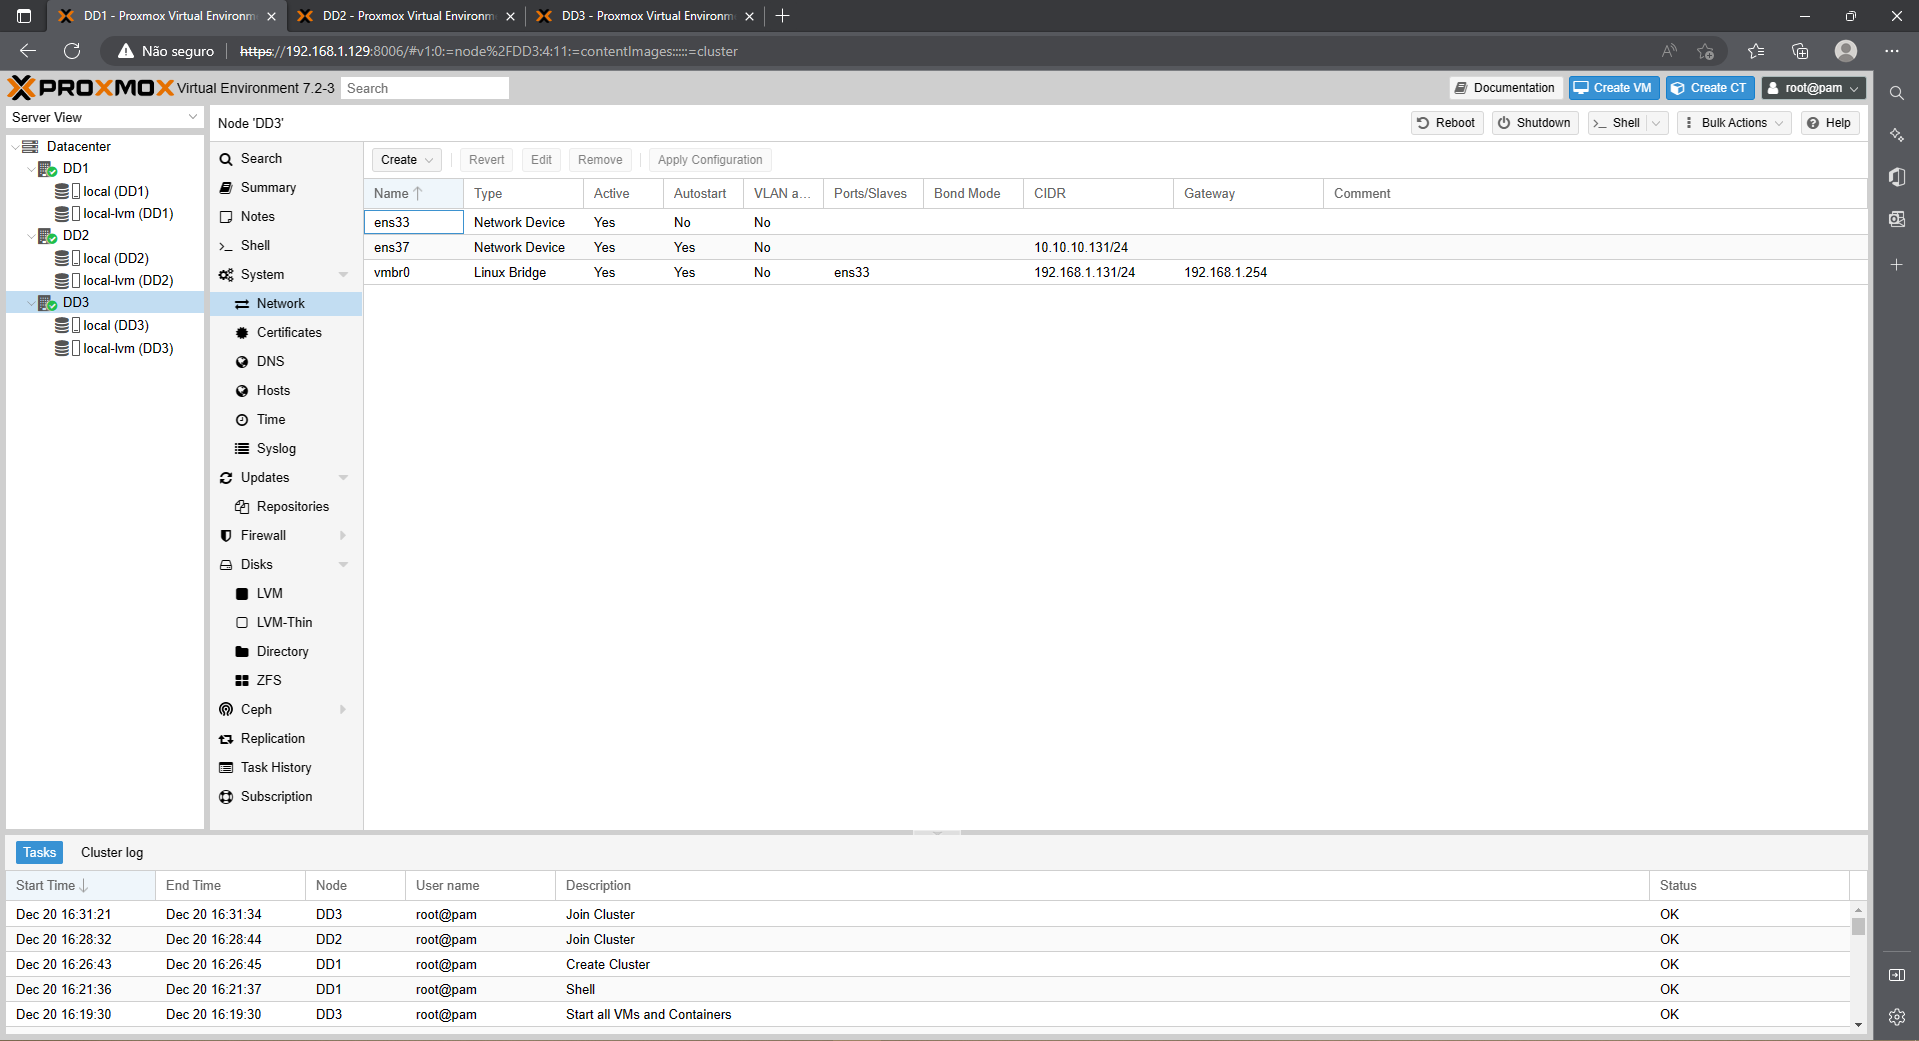 DD1 - Proxmox Virtual Environm
DD2 - Proxmox Virtual Environm
DD3 - Proxmox Virtual Environm
Não seguro
https://192.168.1.129:8006/#v1:0:=node%2FDD3:4:11:=contentImages:::::=cluster
PROXMOX Virtual Environment 7.2-3
Search
Documentation
Create VM
Create CT
root@pam
Server View
Node 'DD3'
Reboot
Shutdown
Shell
Bulk Actions
Help
Datacenter
DD1
local (DD1)
local-lvm (DD1)
DD2
local (DD2)
local-lvm (DD2)
DD3
local (DD3)
local-lvm (DD3)
Search
Summary
Notes
Shell
System
Network
Certificates
DNS
Hosts
Time
Syslog
Updates
Repositories
Firewall
Disks
LVM
LVM-Thin
Directory
ZFS
Ceph
Replication
Task History
Subscription
Create
Revert
Edit
Remove
Apply Configuration
Name Type Active Autostart VLAN a... Ports/Slaves Bond Mode CIDR Gateway Comment
ens33 Network Device Yes No No
ens37 Network Device Yes Yes No 10.10.10.131/24
vmbr0 Linux Bridge Yes Yes No ens33 192.168.1.131/24 192.168.1.254
Tasks
Cluster log
Start Time End Time Node User name Description Status
Dec 20 16:31:21 Dec 20 16:31:34 DD3 root@pam Join Cluster OK
Dec 20 16:28:32 Dec 20 16:28:44 DD2 root@pam Join Cluster OK
Dec 20 16:26:43 Dec 20 16:26:45 DD1 root@pam Create Cluster OK
Dec 20 16:21:36 Dec 20 16:21:37 DD1 root@pam Shell OK
Dec 20 16:19:30 Dec 20 16:19:30 DD3 root@pam Start all VMs and Containers OK